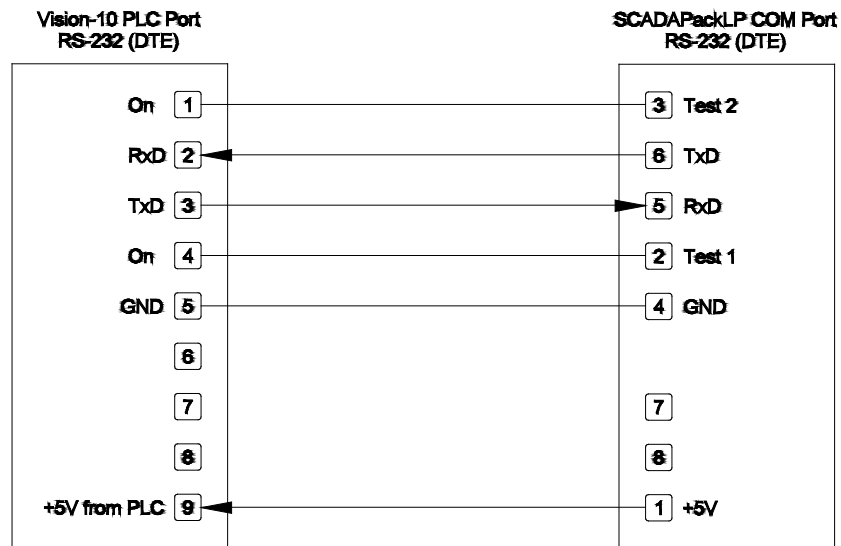 Vision-10 PLC Port
RS-232 (DTE)
SCADAPackLP COM Port
RS-232 (DTE)
On 1 3 Test 2
RxD 2 6 TxD
TxD 3 5 RxD
On 4 2 Test 1
GND 5 4 GND
6
7 7
8 8
+5V from PLC 9 1 +5V